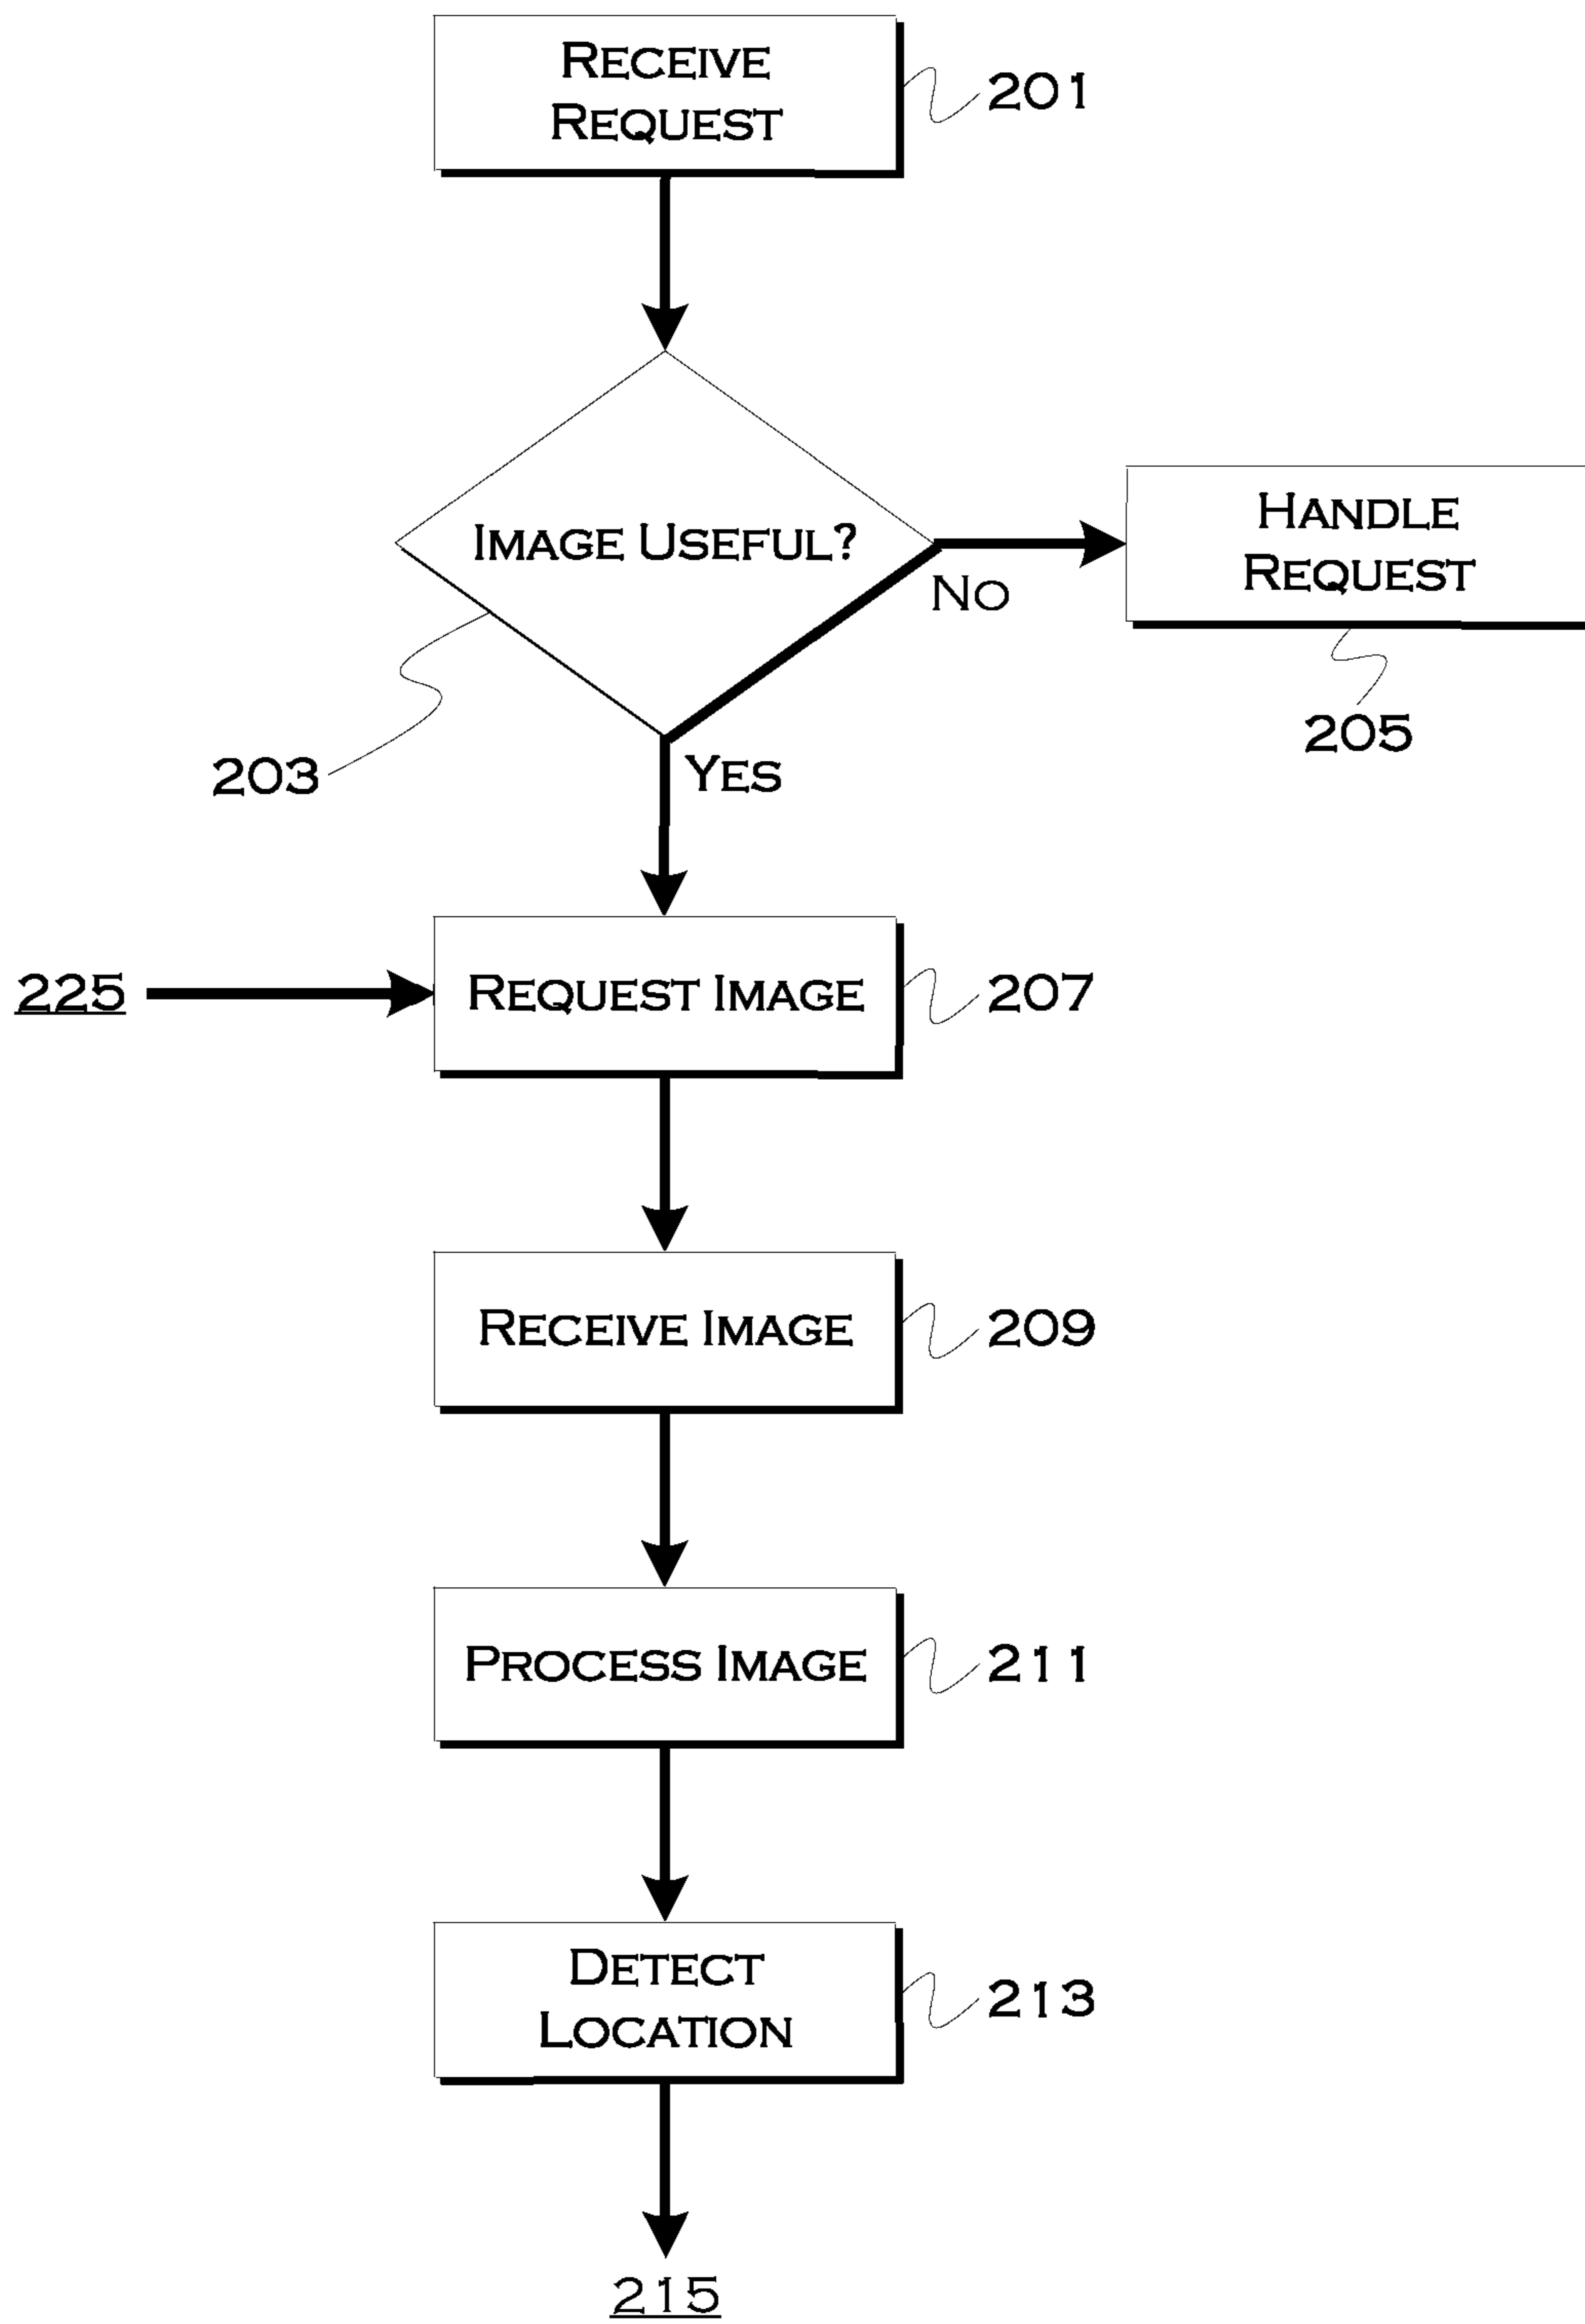 RECEIVE
REQUEST
201
IMAGE USEFUL?
HANDLE
REQUEST
NO
205
203
YES
225
REQUEST IMAGE
207
RECEIVE IMAGE
209
PROCESS IMAGE
211
DETECT
LOCATION
213
215